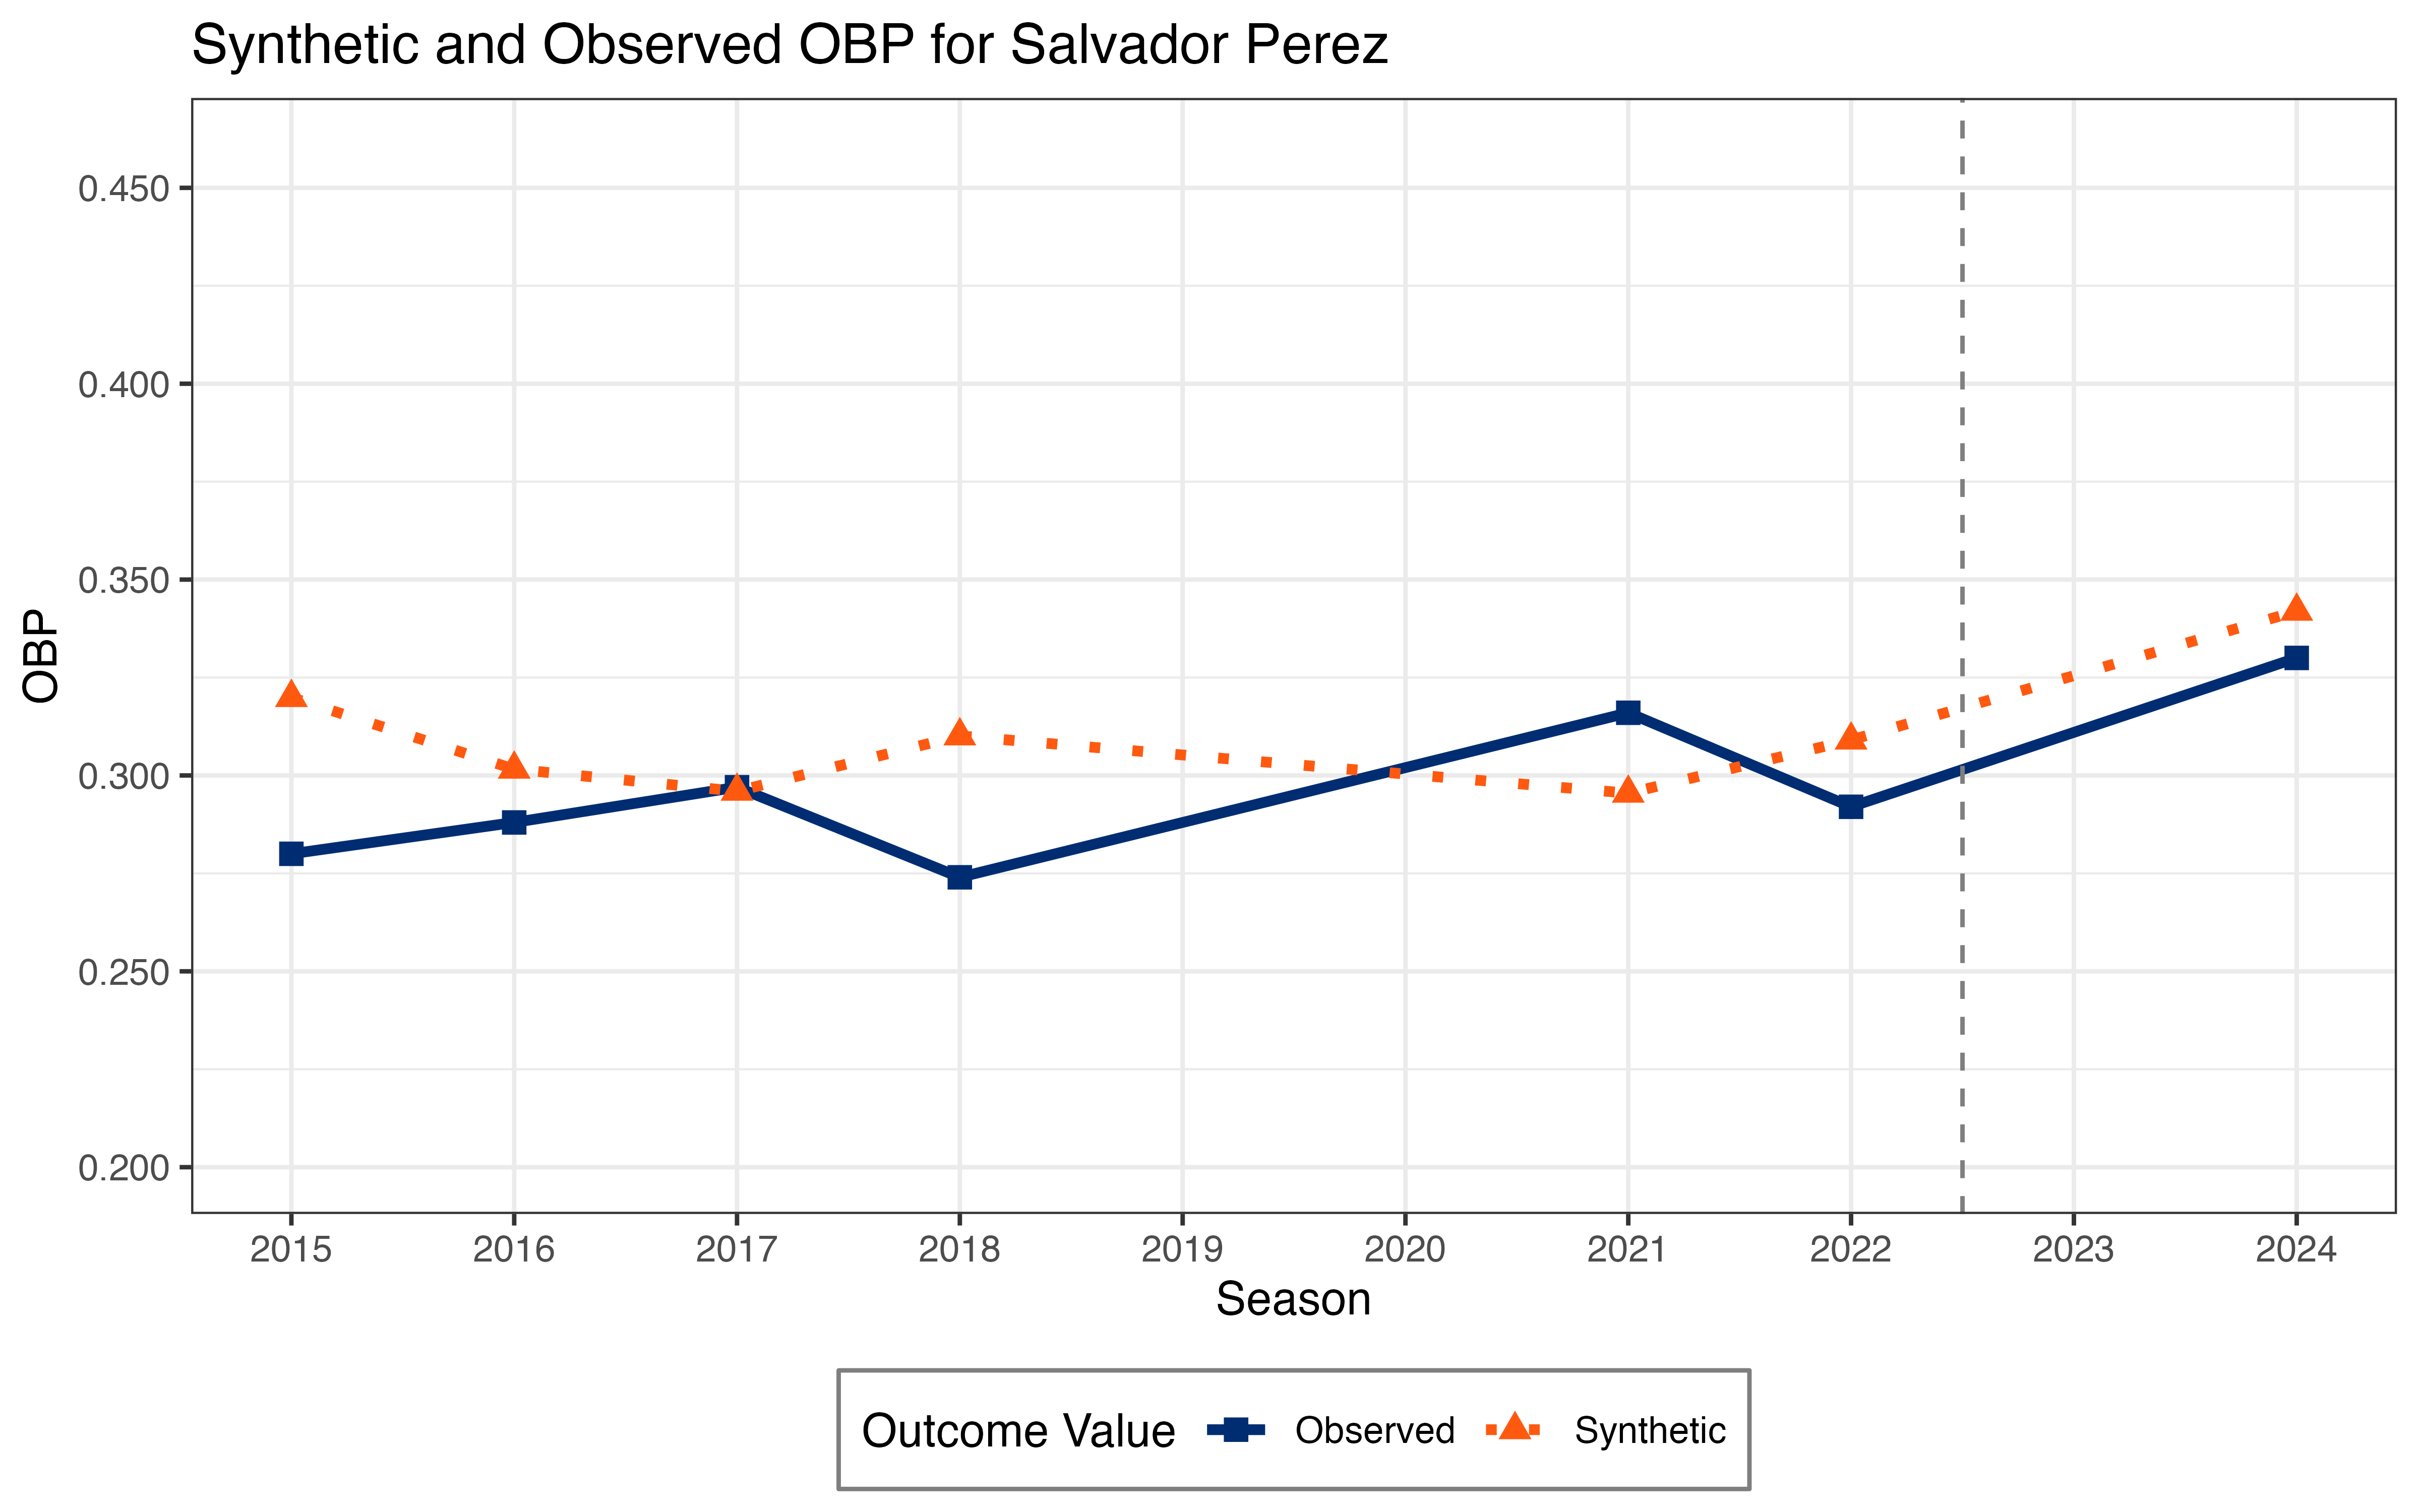 Synthetic and Observed OBP for Salvador Perez
OBP
0.450
0.400
0.350
0.300
0.250
0.200
2015 2016 2017 2018 2019 2020 2021 2022 2023 2024
Season
Outcome Value Observed Synthetic